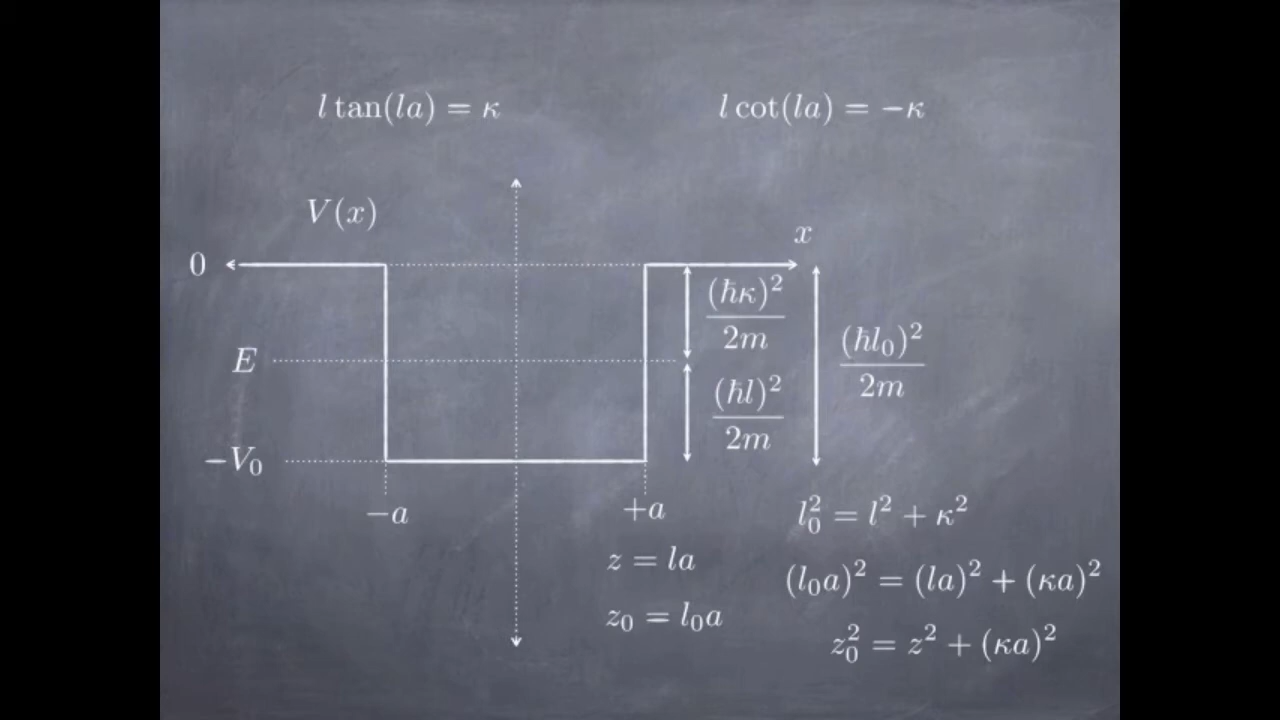 l tan(la) = κ
l cot(la) = −κ
V(x)
x
0
(ħκ)²
2m
E
(ħl₀)²
2m
(ħl)²
2m
−V₀
−a
+a
l₀² = l² + κ²
z = la
(l₀a)² = (la)² + (κa)²
z₀ = l₀a
z₀² = z² + (κa)²